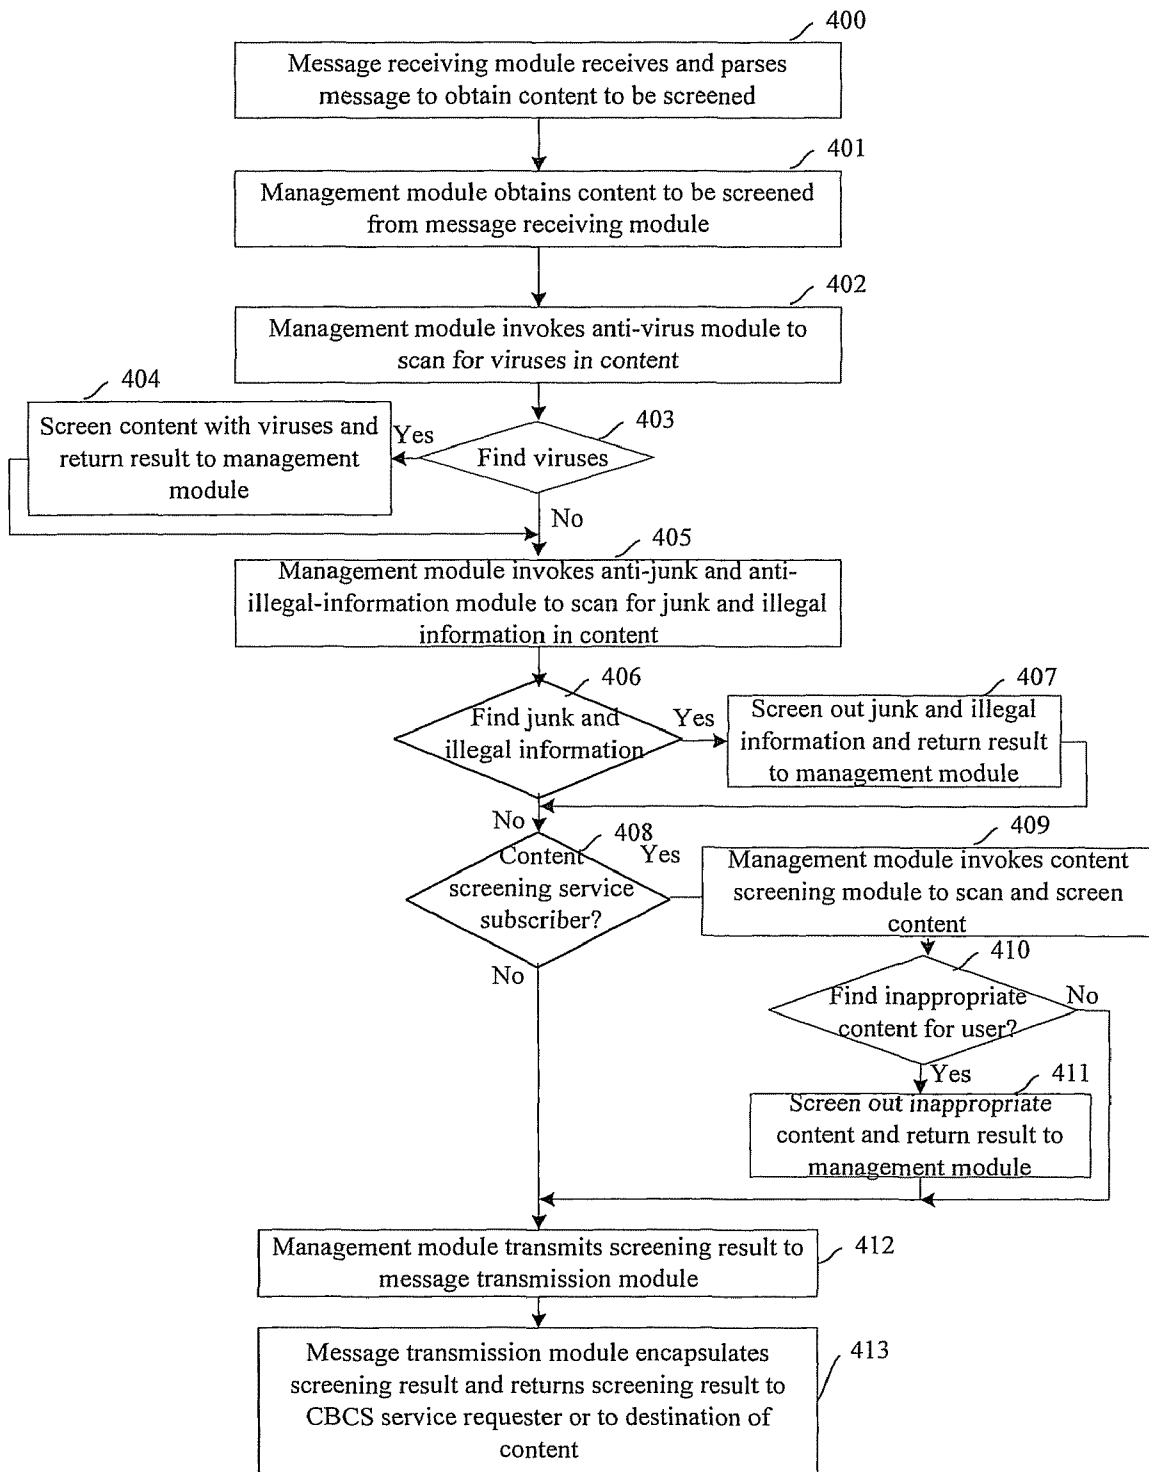 400
Message receiving module receives and parses
message to obtain content to be screened
401
Management module obtains content to be screened
from message receiving module
402
Management module invokes anti-virus module to
scan for viruses in content
404
Screen content with viruses and
return result to management
module
Yes
403
Find viruses
No
405
Management module invokes anti-junk and anti-
illegal-information module to scan for junk and illegal
information in content
406
Find junk and
illegal information
Yes
407
Screen out junk and illegal
information and return result
to management module
No
408
Content
screening service
subscriber?
Yes
409
Management module invokes content
screening module to scan and screen
content
No
410
Find inappropriate
content for user?
No
Yes
411
Screen out inappropriate
content and return result to
management module
Management module transmits screening result to
message transmission module
412
Message transmission module encapsulates
screening result and returns screening result to
CBCS service requester or to destination of
content
413